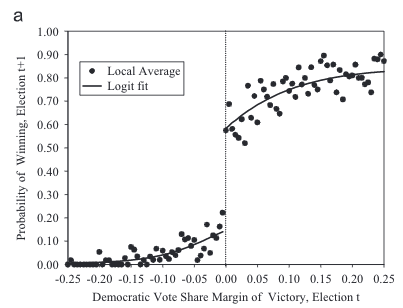 a
1.00
0.90
0.80
0.70
0.60
0.50
0.40
0.30
0.20
0.10
0.00
Probability of Winning, Election t+1
Local Average
Logit fit
-0.25 -0.20 -0.15 -0.10 -0.05 0.00 0.05 0.10 0.15 0.20 0.25
Democratic Vote Share Margin of Victory, Election t